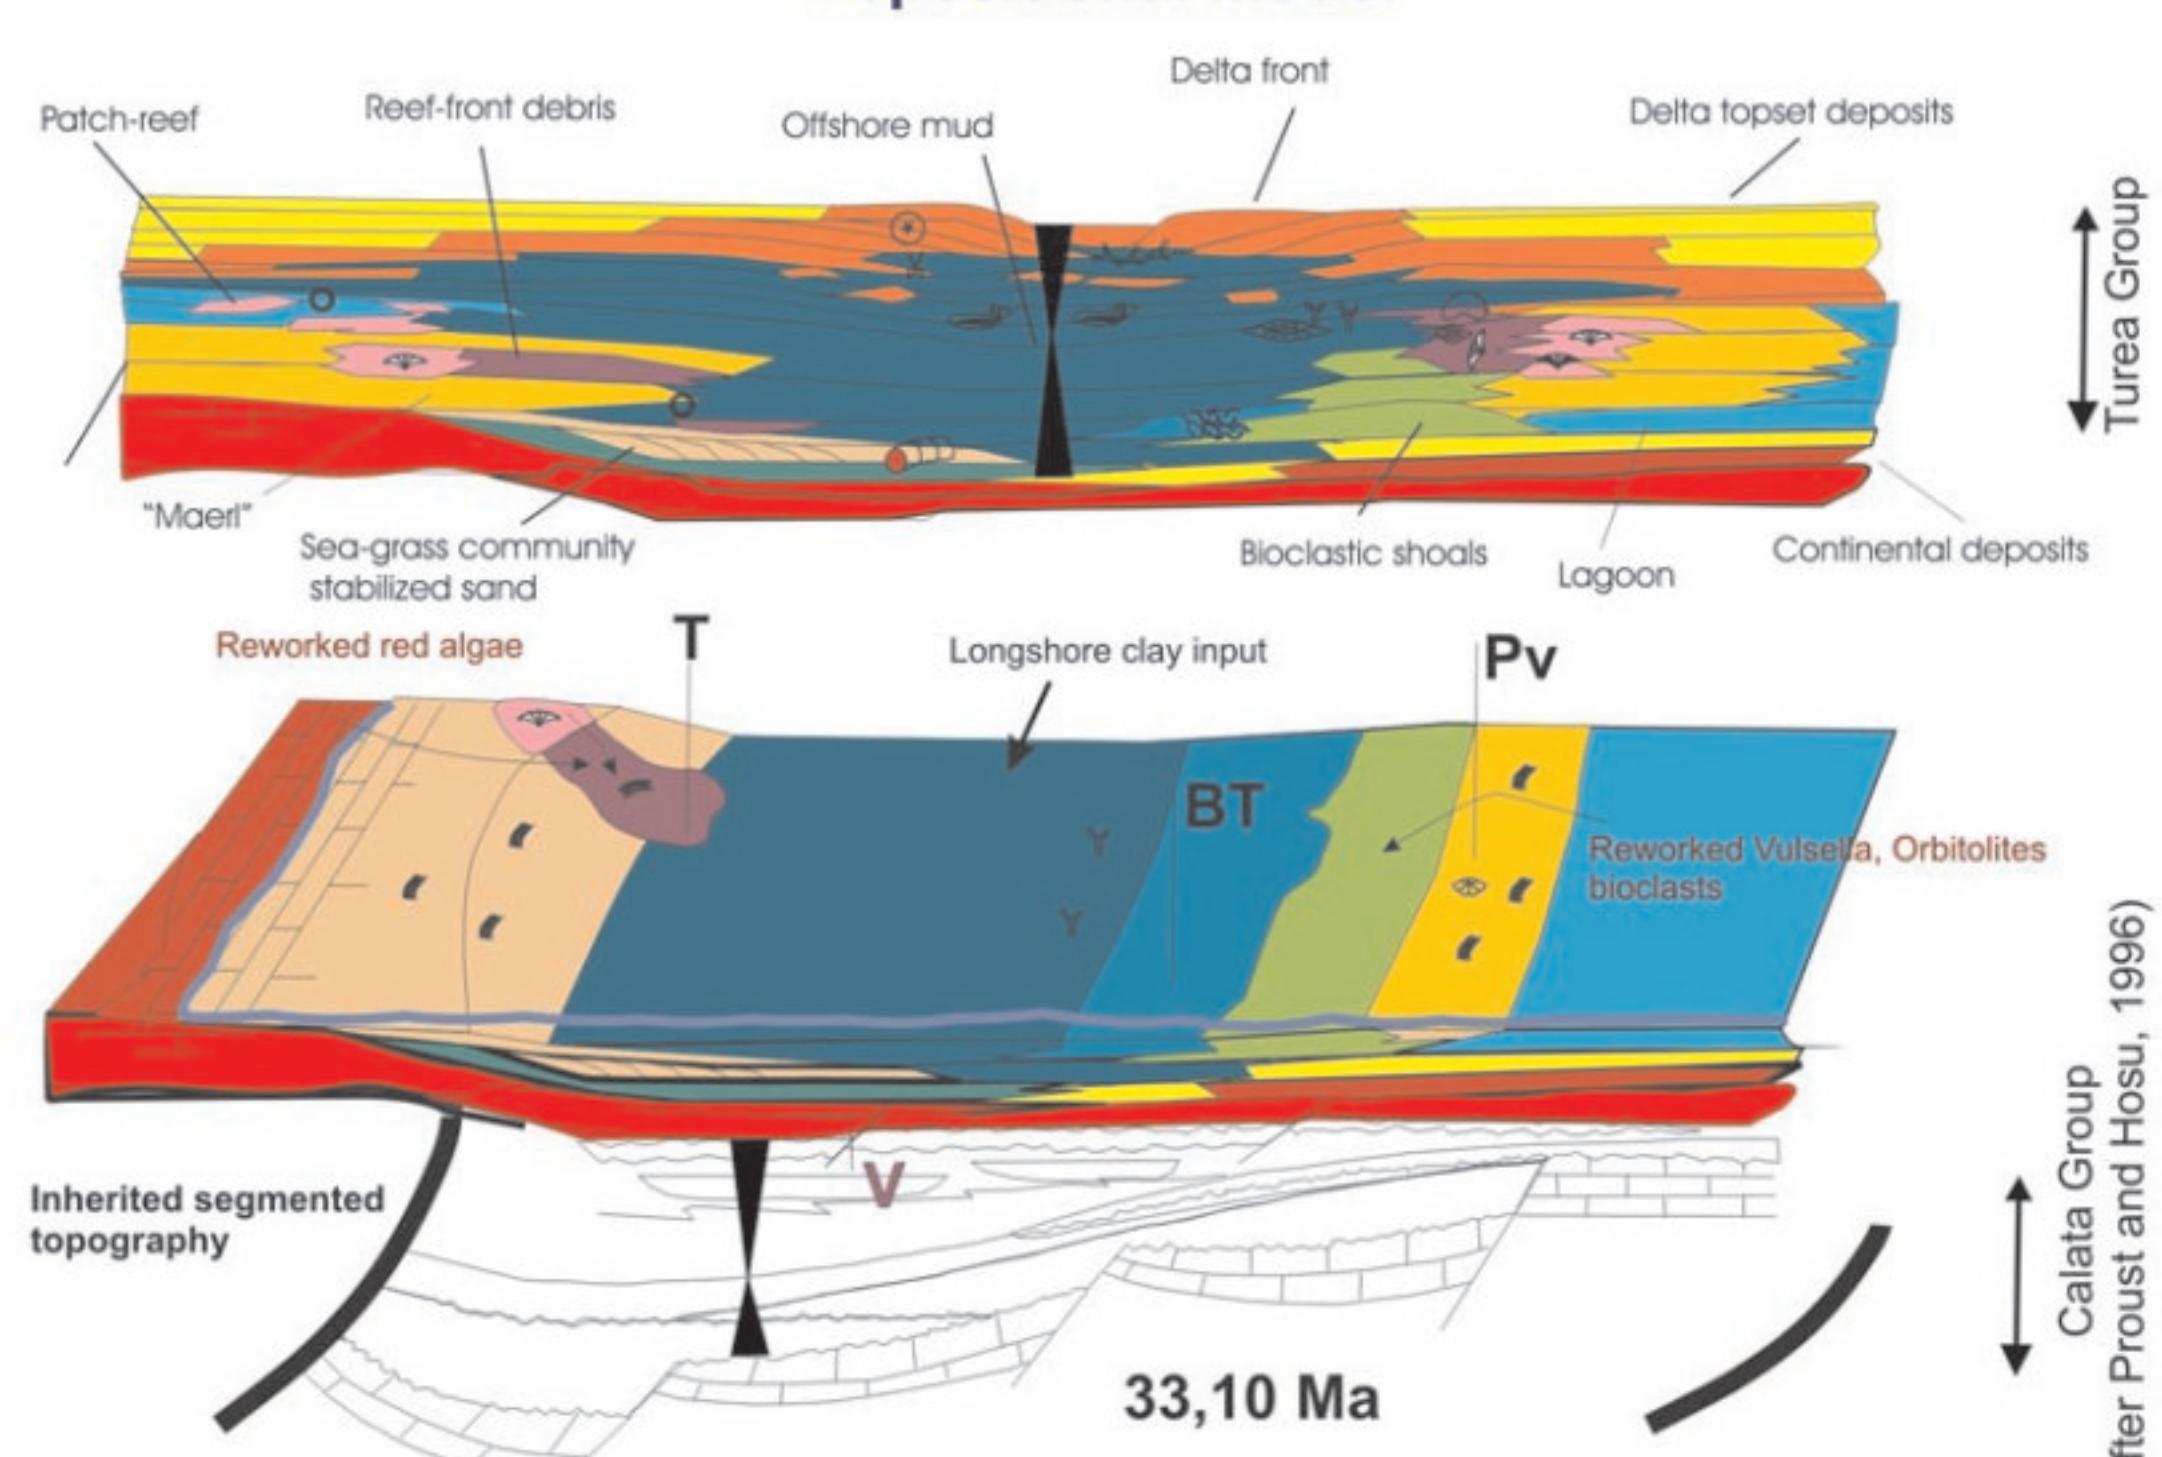 Delta front
Patch-reef
Reef-front debris
Offshore mud
Delta topset deposits
Turea Group
"Maerl"
Sea-grass community
stabilized sand
Bioclastic shoals
Lagoon
Continental deposits
Reworked red algae
T
Longshore clay input
Pv
BT
Reworked Vulsella, Orbitolites
bioclasts
Inherited segmented
topography
V
33,10 Ma
Calata Group
Proust and Hosu, 1996)